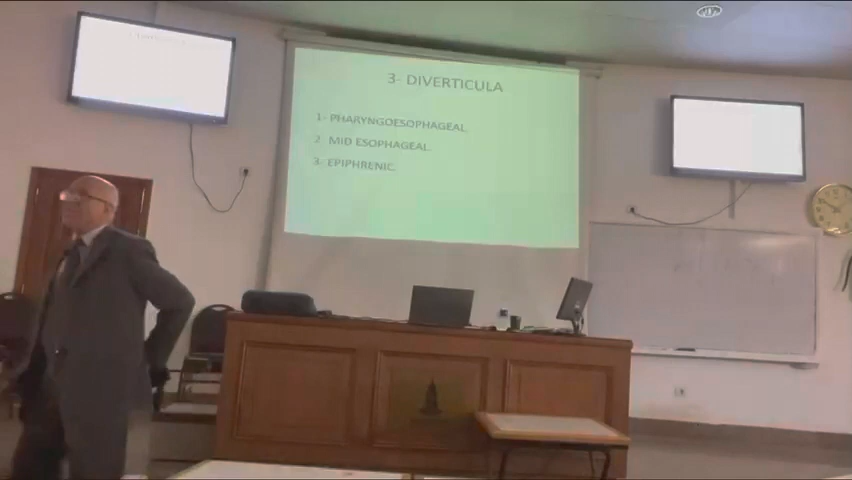 3- DIVERTICULA
1- PHARYNGOESOPHAGEAL.
2 MID ESOPHAGEAL.
3- EPIPHRENIC.